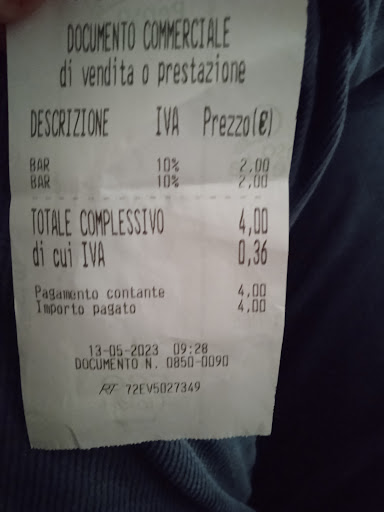 DOCUMENTO COMMERCIALE
di vendita o prestazione
DESCRIZIONE IVA Prezzo(€)
BAR 10% 2,00
BAR 10% 2,00
TOTALE COMPLESSIVO 4,00
di cui IVA 0,36
Pagamento contante 4,00
Importo pagato 4,00
13-05-2023 09:28
DOCUMENTO N. 0850-0090
RT 72EV5027349